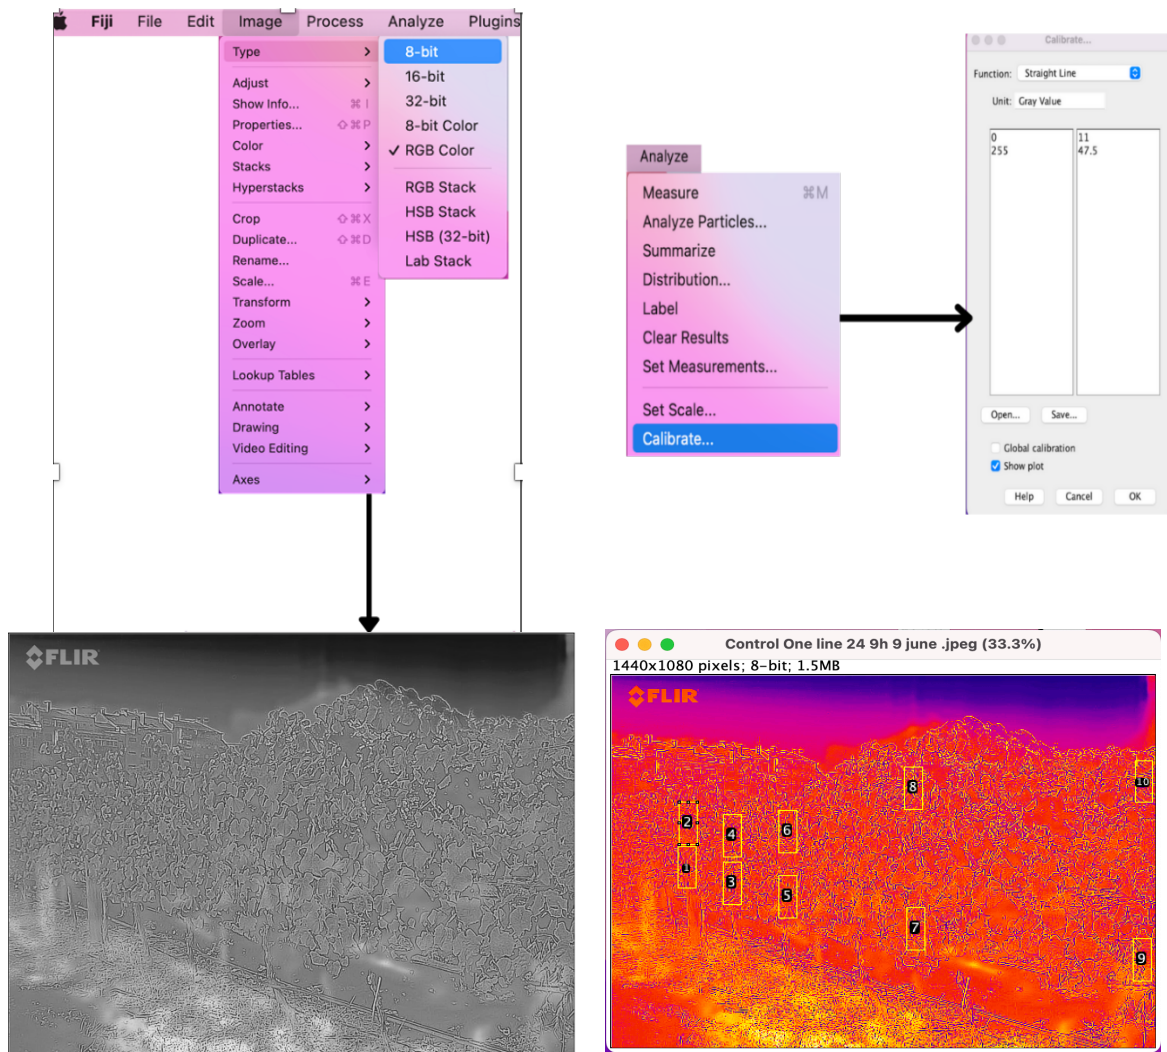 Fiji File Edit Image Process Analyze Plugins
Type
Adjust
Show Info... ⌘ I
Properties... ⇧ ⌘ P
Color
Stacks
Hyperstacks
Crop ⇧ ⌘ X
Duplicate... ⇧ ⌘ D
Rename...
Scale... ⌘ E
Transform
Zoom
Overlay
Lookup Tables
Annotate
Drawing
Video Editing
Axes
8-bit
16-bit
32-bit
8-bit Color
✓ RGB Color
RGB Stack
HSB Stack
HSB (32-bit)
Lab Stack
Analyze
Measure ⌘M
Analyze Particles...
Summarize
Distribution...
Label
Clear Results
Set Measurements...
Set Scale...
Calibrate...
Calibrate...
Function: Straight Line
Unit: Gray Value
0 11
255 47.5
Open... Save...
Global calibration
Show plot
Help Cancel OK
FLIR
Control One line 24 9h 9 june .jpeg (33.3%)
1440x1080 pixels; 8-bit; 1.5MB
FLIR
8
10
2
4
6
1
3
5
7
9